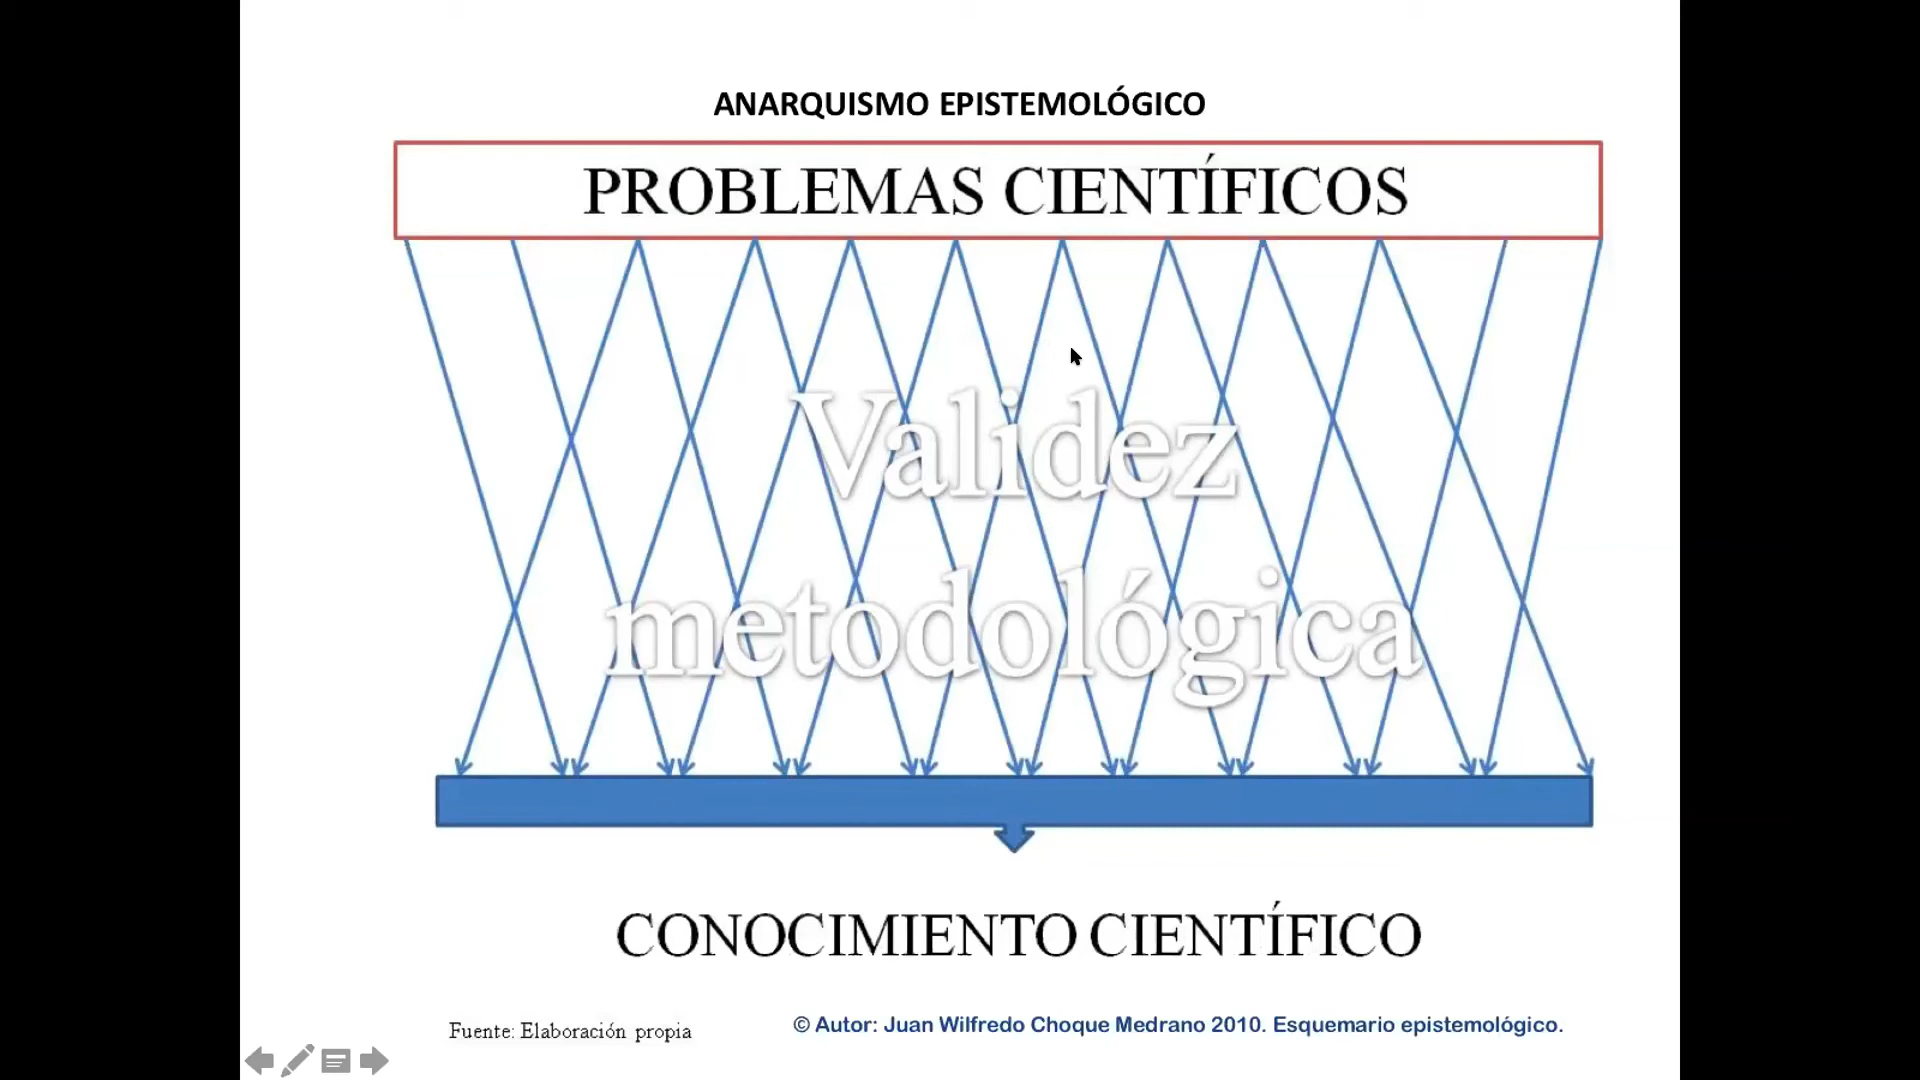 ANARQUISMO EPISTEMOLÓGICO
PROBLEMAS CIENTÍFICOS
Validez
metodológica
CONOCIMIENTO CIENTÍFICO
Fuente: Elaboración propia
© Autor: Juan Wilfredo Choque Medrano 2010. Esquemario epistemológico.